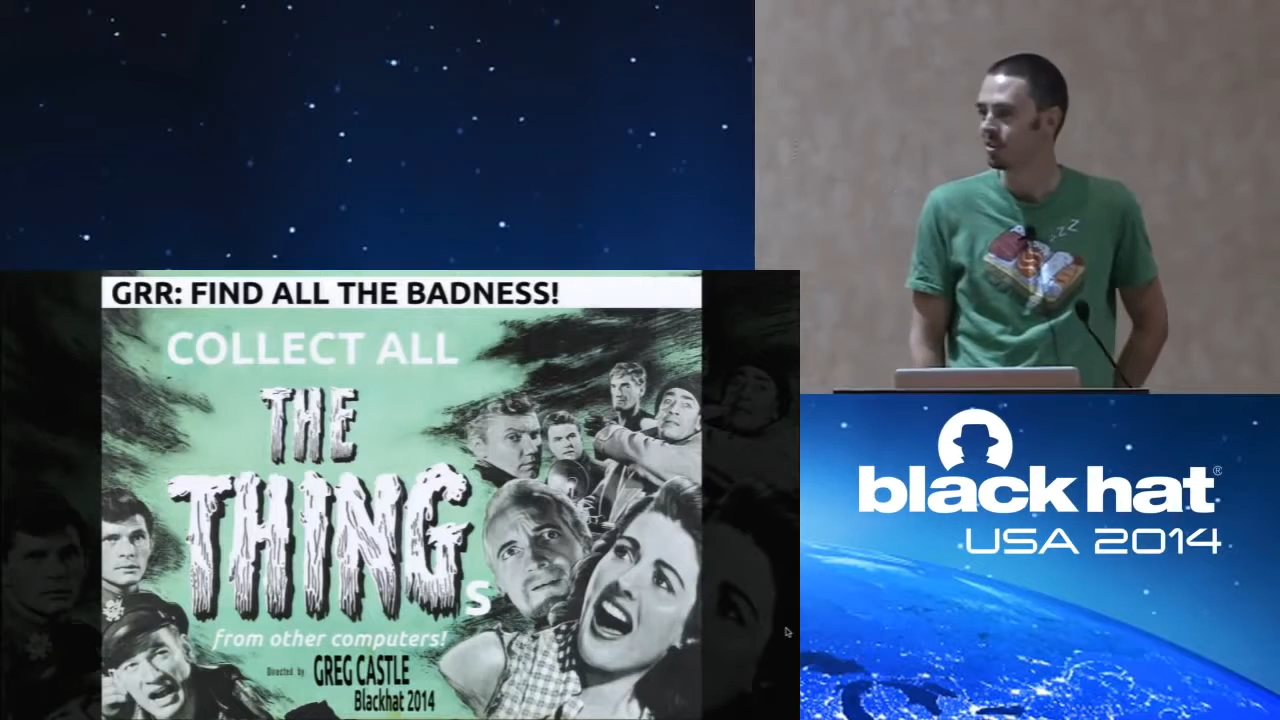 GRR: FIND ALL THE BADNESS!
COLLECT ALL
THE
THINGs
from other computers!
Directed by GREG CASTLE
Blackhat 2014
zzz
black hat®
USA 2014